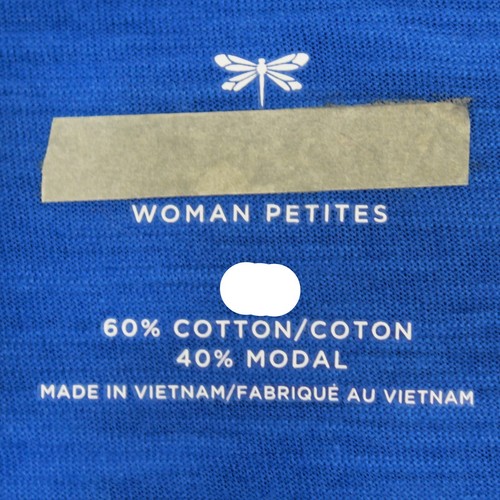 WOMAN PETITES
60% COTTON/COTON
40% MODAL
MADE IN VIETNAM/FABRIQUÉ AU VIETNAM